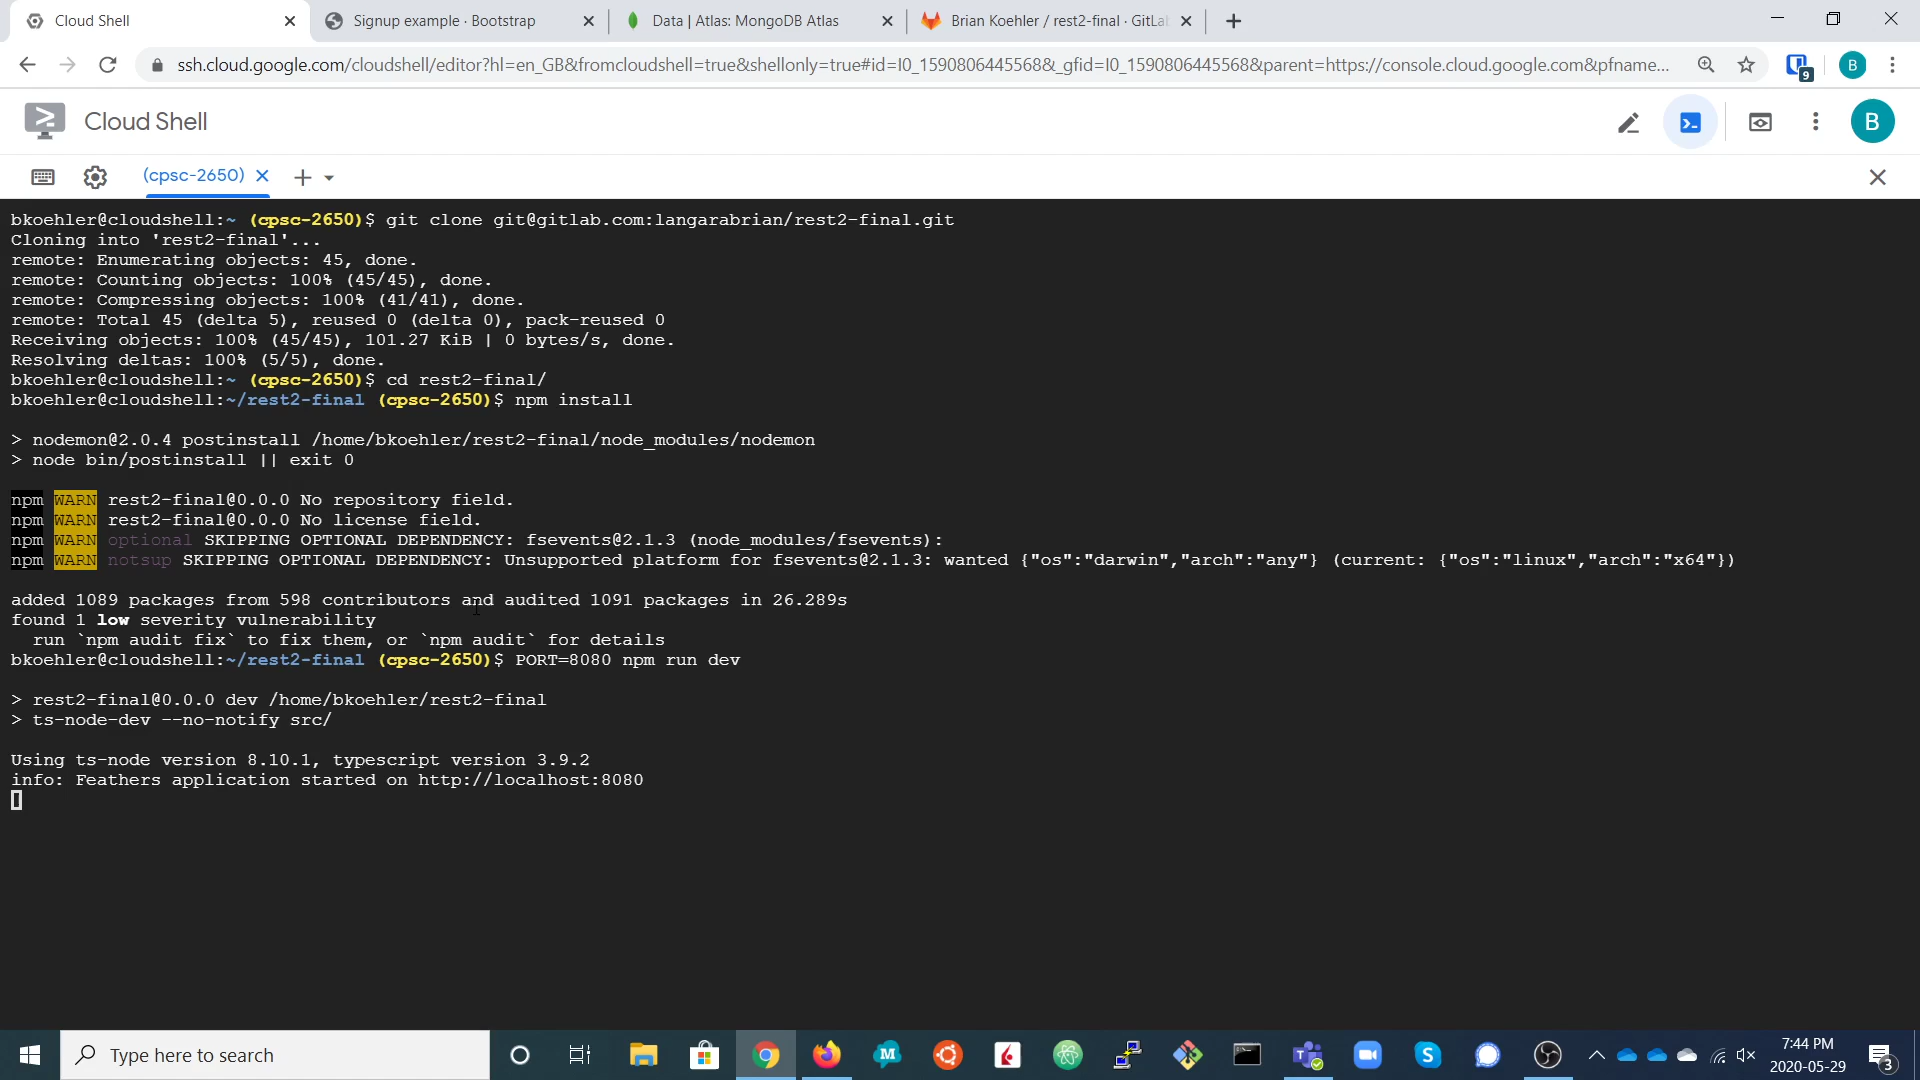 Cloud Shell
Signup example · Bootstrap
Data | Atlas: MongoDB Atlas
Brian Koehler / rest2-final · GitLa
ssh.cloud.google.com/cloudshell/editor?hl=en_GB&fromcloudshell=true&shellonly=true#id=I0_1590806445568&_gfid=I0_1590806445568&parent=https://console.cloud.google.com&pfname...
9
B
Cloud Shell
B
(cpsc-2650)
bkoehler@cloudshell:~ (cpsc-2650)$ git clone git@gitlab.com:langarabrian/rest2-final.git
Cloning into 'rest2-final'...
remote: Enumerating objects: 45, done.
remote: Counting objects: 100% (45/45), done.
remote: Compressing objects: 100% (41/41), done.
remote: Total 45 (delta 5), reused 0 (delta 0), pack-reused 0
Receiving objects: 100% (45/45), 101.27 KiB | 0 bytes/s, done.
Resolving deltas: 100% (5/5), done.
bkoehler@cloudshell:~ (cpsc-2650)$ cd rest2-final/
bkoehler@cloudshell:~/rest2-final (cpsc-2650)$ npm install
> nodemon@2.0.4 postinstall /home/bkoehler/rest2-final/node_modules/nodemon
> node bin/postinstall || exit 0
npm WARN rest2-final@0.0.0 No repository field.
npm WARN rest2-final@0.0.0 No license field.
npm WARN optional SKIPPING OPTIONAL DEPENDENCY: fsevents@2.1.3 (node_modules/fsevents):
npm WARN notsup SKIPPING OPTIONAL DEPENDENCY: Unsupported platform for fsevents@2.1.3: wanted {"os":"darwin","arch":"any"} (current: {"os":"linux","arch":"x64"})
added 1089 packages from 598 contributors and audited 1091 packages in 26.289s
found 1 low severity vulnerability
run `npm audit fix` to fix them, or `npm audit` for details
bkoehler@cloudshell:~/rest2-final (cpsc-2650)$ PORT=8080 npm run dev
> rest2-final@0.0.0 dev /home/bkoehler/rest2-final
> ts-node-dev --no-notify src/
Using ts-node version 8.10.1, typescript version 3.9.2
info: Feathers application started on http://localhost:8080
Type here to search
7:44 PM
2020-05-29
3